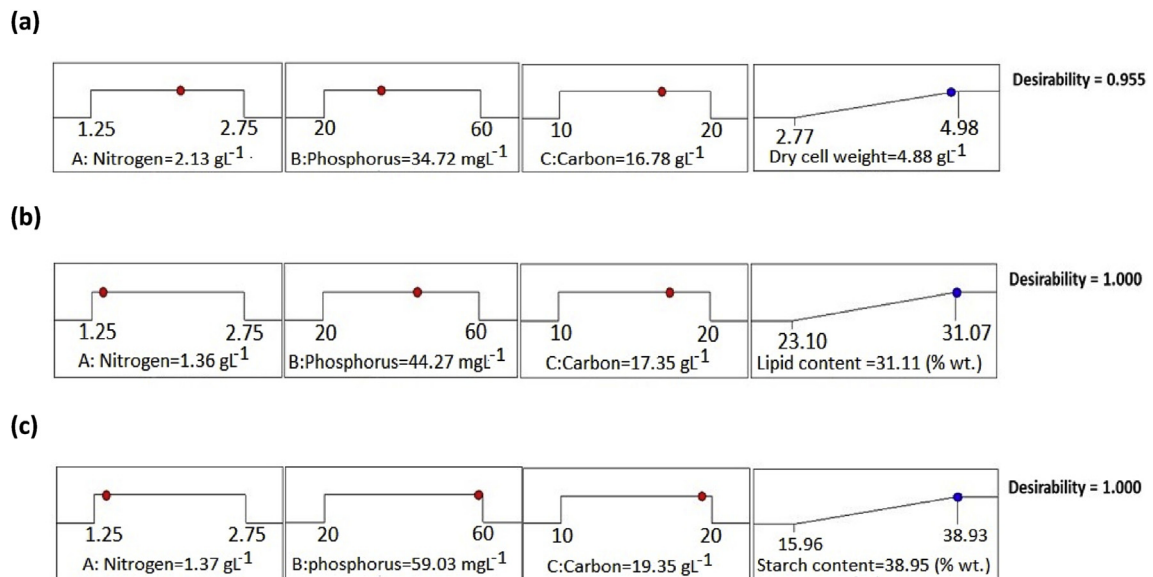 (a)
Desirability = 0.955
1.25 2.75 20 60 10 20 2.77 4.98
A: Nitrogen=2.13 gL⁻¹ B:Phosphorus=34.72 mgL⁻¹ C:Carbon=16.78 gL⁻¹ Dry cell weight=4.88 gL⁻¹
(b)
Desirability = 1.000
1.25 2.75 20 60 10 20 23.10 31.07
A: Nitrogen=1.36 gL⁻¹ B:Phosphorus=44.27 mgL⁻¹ C:Carbon=17.35 gL⁻¹ Lipid content =31.11 (% wt.)
(c)
Desirability = 1.000
1.25 2.75 20 60 10 20 15.96 38.93
A: Nitrogen=1.37 gL⁻¹ B:phosphorus=59.03 mgL⁻¹ C:Carbon=19.35 gL⁻¹ Starch content=38.95 (% wt.)